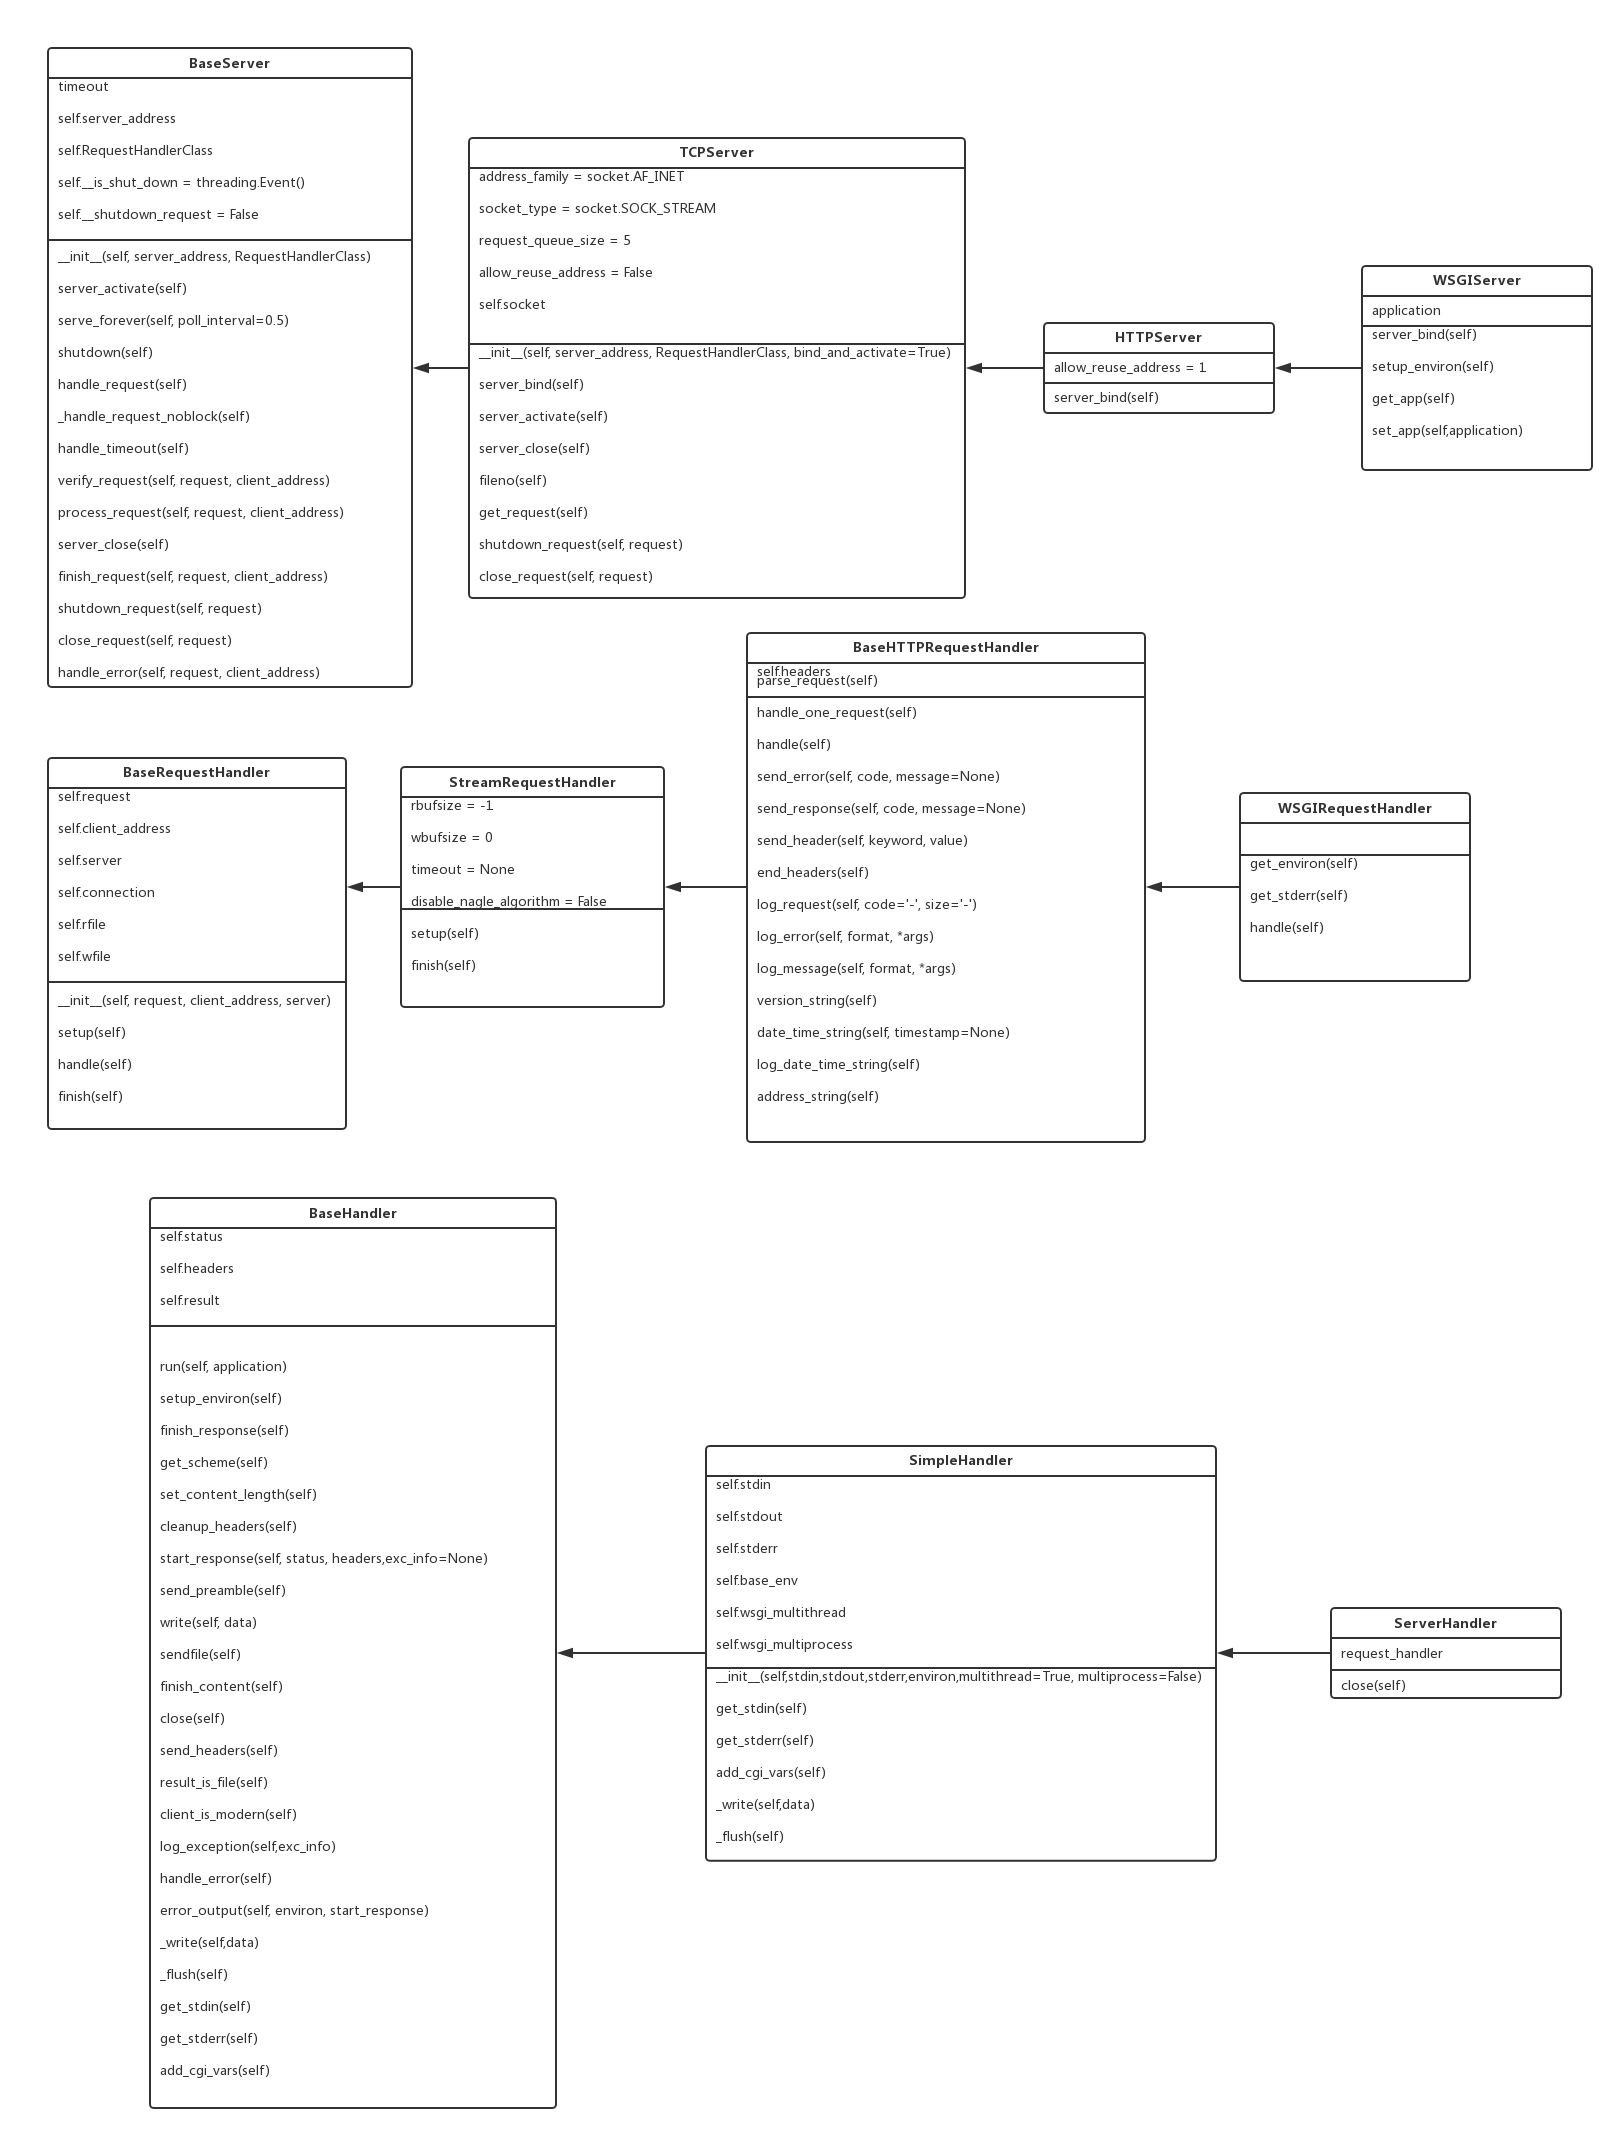 BaseServer
timeout
self.server_address
self.RequestHandlerClass
self.__is_shut_down = threading.Event()
self.__shutdown_request = False
__init__(self, server_address, RequestHandlerClass)
server_activate(self)
serve_forever(self, poll_interval=0.5)
shutdown(self)
handle_request(self)
_handle_request_noblock(self)
handle_timeout(self)
verify_request(self, request, client_address)
process_request(self, request, client_address)
server_close(self)
finish_request(self, request, client_address)
shutdown_request(self, request)
close_request(self, request)
handle_error(self, request, client_address)
TCPServer
address_family = socket.AF_INET
socket_type = socket.SOCK_STREAM
request_queue_size = 5
allow_reuse_address = False
self.socket
__init__(self, server_address, RequestHandlerClass, bind_and_activate=True)
server_bind(self)
server_activate(self)
server_close(self)
fileno(self)
get_request(self)
shutdown_request(self, request)
close_request(self, request)
HTTPServer
allow_reuse_address = 1
server_bind(self)
WSGIServer
application
server_bind(self)
setup_environ(self)
get_app(self)
set_app(self,application)
BaseRequestHandler
self.request
self.client_address
self.server
self.connection
self.rfile
self.wfile
__init__(self, request, client_address, server)
setup(self)
handle(self)
finish(self)
StreamRequestHandler
rbufsize = -1
wbufsize = 0
timeout = None
disable_nagle_algorithm = False
setup(self)
finish(self)
BaseHTTPRequestHandler
self.headers
parse_request(self)
handle_one_request(self)
handle(self)
send_error(self, code, message=None)
send_response(self, code, message=None)
send_header(self, keyword, value)
end_headers(self)
log_request(self, code='-', size='-')
log_error(self, format, *args)
log_message(self, format, *args)
version_string(self)
date_time_string(self, timestamp=None)
log_date_time_string(self)
address_string(self)
WSGIRequestHandler
get_environ(self)
get_stderr(self)
handle(self)
BaseHandler
self.status
self.headers
self.result
run(self, application)
setup_environ(self)
finish_response(self)
get_scheme(self)
set_content_length(self)
cleanup_headers(self)
start_response(self, status, headers,exc_info=None)
send_preamble(self)
write(self, data)
sendfile(self)
finish_content(self)
close(self)
send_headers(self)
result_is_file(self)
client_is_modern(self)
log_exception(self,exc_info)
handle_error(self)
error_output(self, environ, start_response)
_write(self,data)
_flush(self)
get_stdin(self)
get_stderr(self)
add_cgi_vars(self)
SimpleHandler
self.stdin
self.stdout
self.stderr
self.base_env
self.wsgi_multithread
self.wsgi_multiprocess
__init__(self,stdin,stdout,stderr,environ,multithread=True, multiprocess=False)
get_stdin(self)
get_stderr(self)
add_cgi_vars(self)
_write(self,data)
_flush(self)
ServerHandler
request_handler
close(self)